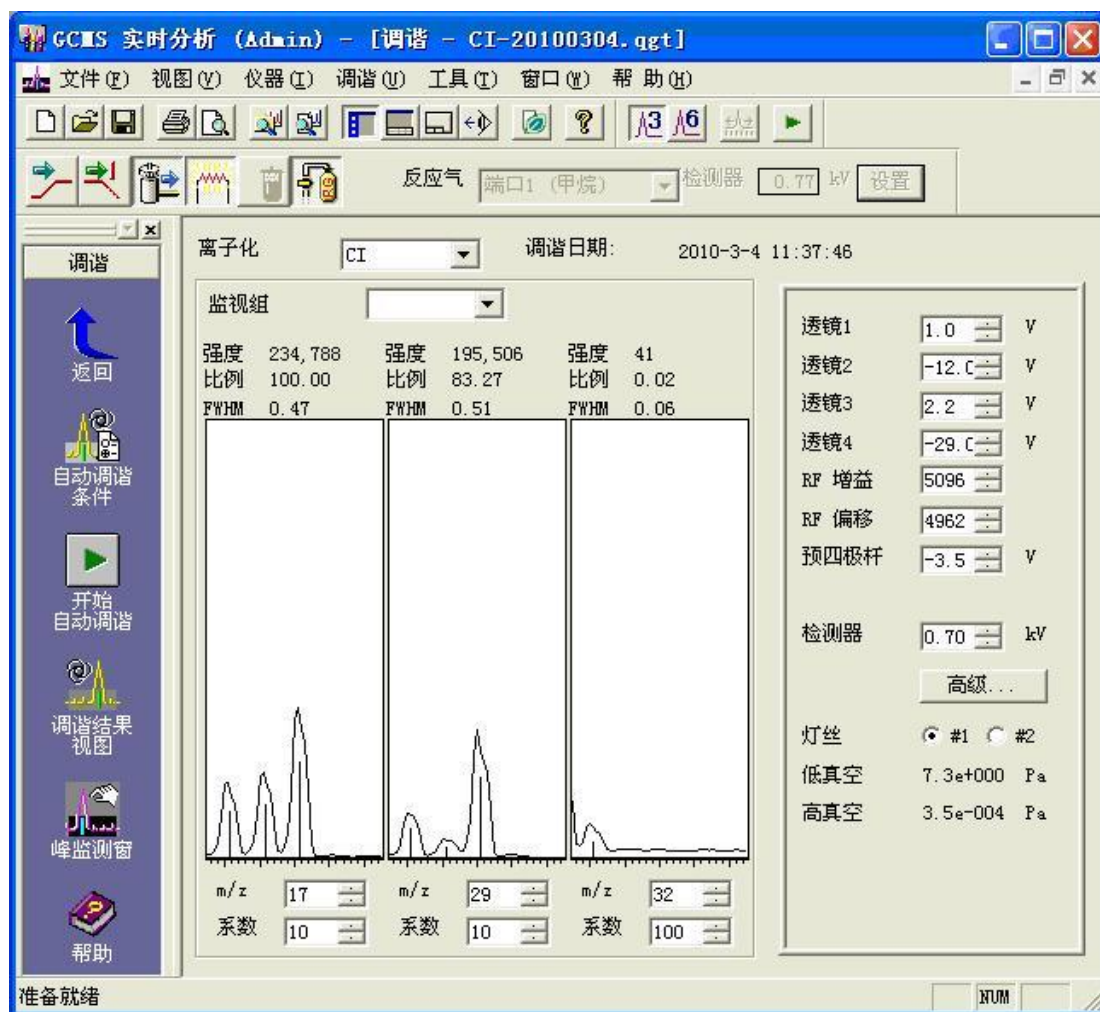 GCMS 实时分析 (Admin) - [调谐 - CI-20100304.qgt]
文件(F) 视图(V) 仪器(I) 调谐(U) 工具(T) 窗口(W) 帮 助(H)
反应气 端口1 (甲烷) 检测器 0.77 kV 设置
调谐
返回
自动调谐
条件
开始
自动调谐
调谐结果
视图
峰监测窗
帮助
离子化 CI 调谐日期: 2010-3-4 11:37:46
监视组
强度 234,788 强度 195,506 强度 41
比例 100.00 比例 83.27 比例 0.02
FWHM 0.47 FWHM 0.51 FWHM 0.06
m/z 17 m/z 29 m/z 32
系数 10 系数 10 系数 100
透镜1 1.0 V
透镜2 -12.0 V
透镜3 2.2 V
透镜4 -29.0 V
RF 增益 5096
RF 偏移 4962
预四极杆 -3.5 V
检测器 0.70 kV
高级...
灯丝 #1 #2
低真空 7.3e+000 Pa
高真空 3.5e-004 Pa
准备就绪 NUM